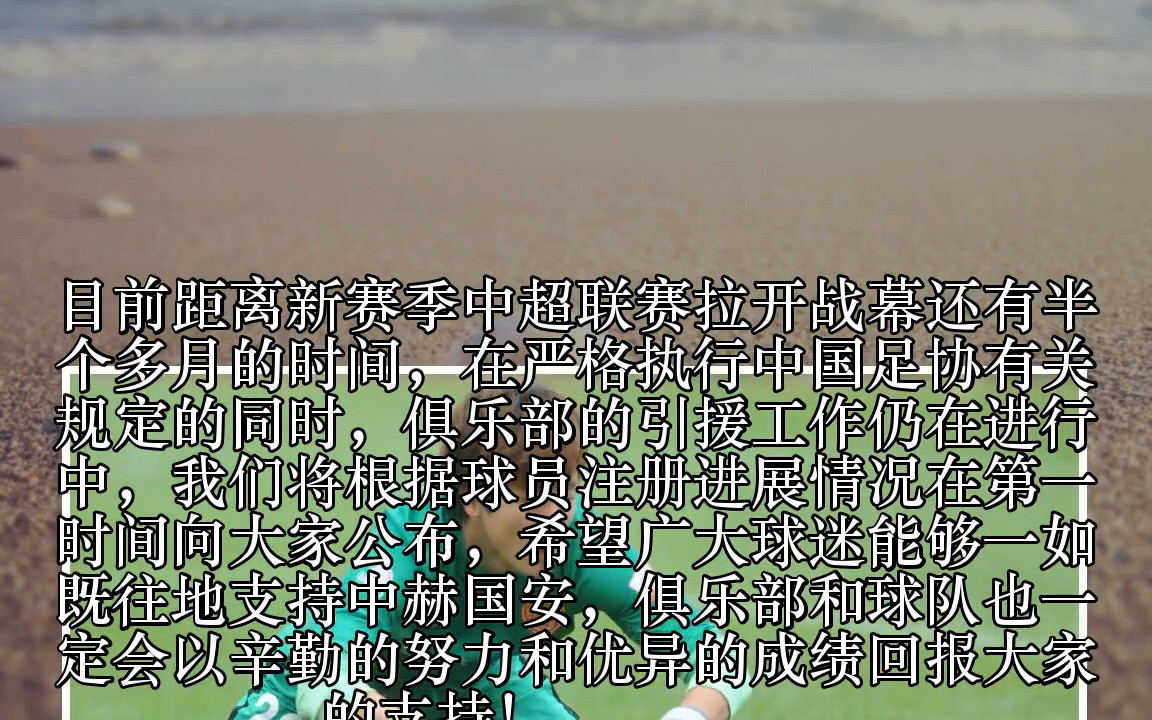 目前距离新赛季中超联赛拉开战幕还有半
个多月的时间，在严格执行中国足协有关
规定的同时，俱乐部的引援工作仍在进行
中，我们将根据球员注册进展情况在第一
时间向大家公布，希望广大球迷能够一如
既往地支持中赫国安，俱乐部和球队也一
定会以辛勤的努力和优异的成绩回报大家
的支持！